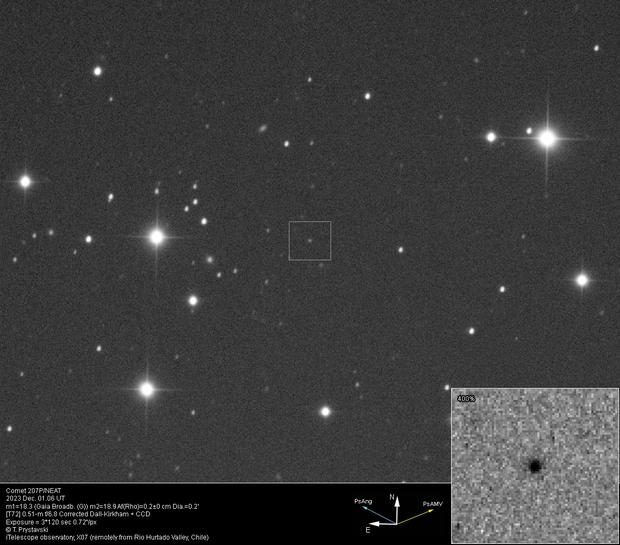 400%
Comet 207P/NEAT
2023 Dec. 01.06 UT
m1=18.3 (Gaia Broadb. (G)) m2=18.9 Af(Rho)=0.2±0 cm Dia.=0.2'
[T72] 0.51-m f/6.8 Corrected Dall-Kirkham + CCD
Exposure = 3*120 sec 0.72"/px
© T. Prystavski
iTelescope observatory, X07 (remotely from Rio Hurtado Valley, Chile)
N
PsAng
PsAMV
E